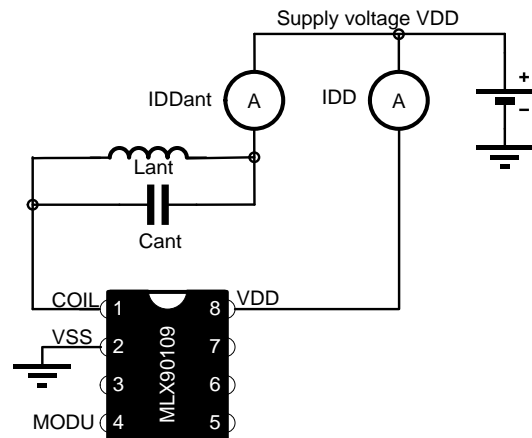 Supply voltage VDD
IDDant
A
IDD
A
+
−
Lant
Cant
COIL
1
8
VDD
VSS
2
7
MLX90109
3
6
MODU
4
5